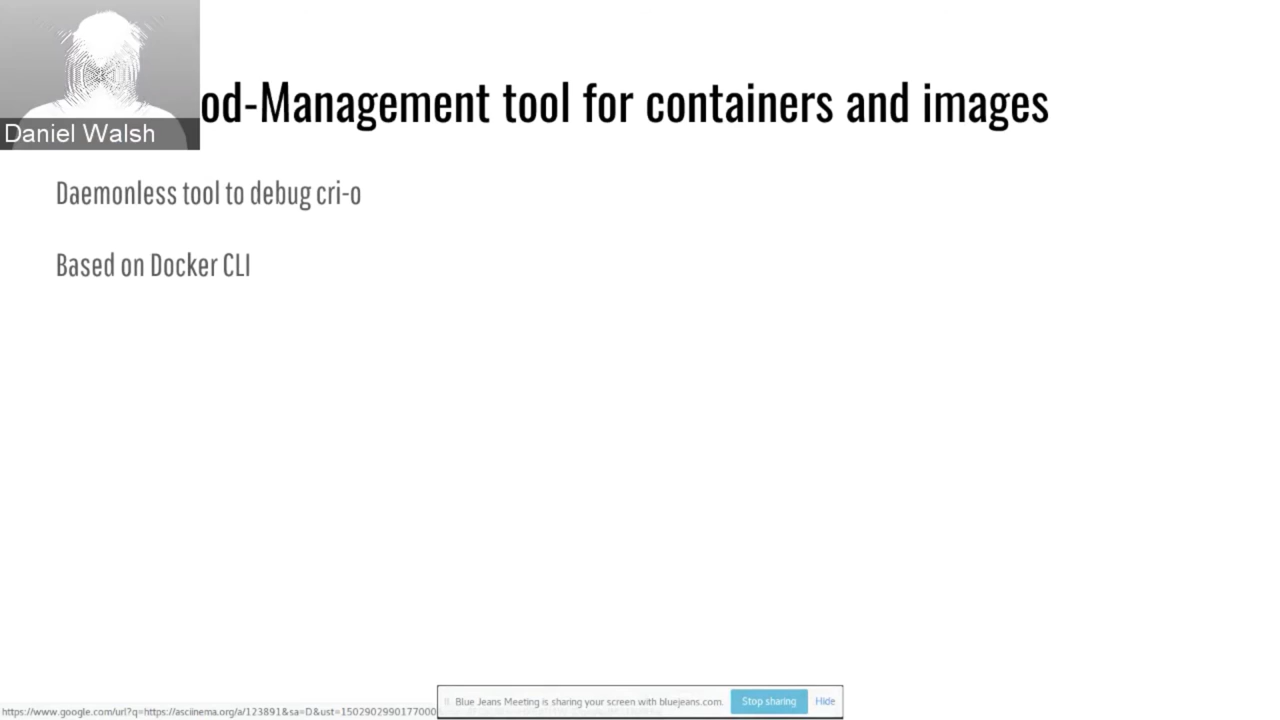 Daniel Walsh
od-Management tool for containers and images
Daemonless tool to debug cri-o
Based on Docker CLI
Blue Jeans Meeting is sharing your screen with bluejeans.com. Stop sharing Hide
https://www.google.com/url?q=https://asciinema.org/a/123891&sa=D&ust=1502902990177000